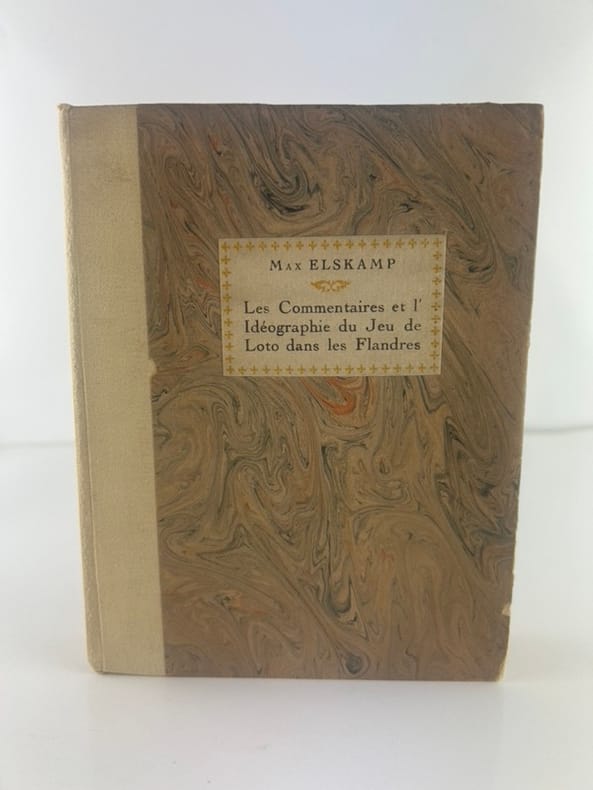 Max ELSKAMP
Les Commentaires et l'
Idéographie du Jeu de
Loto dans les Flandres